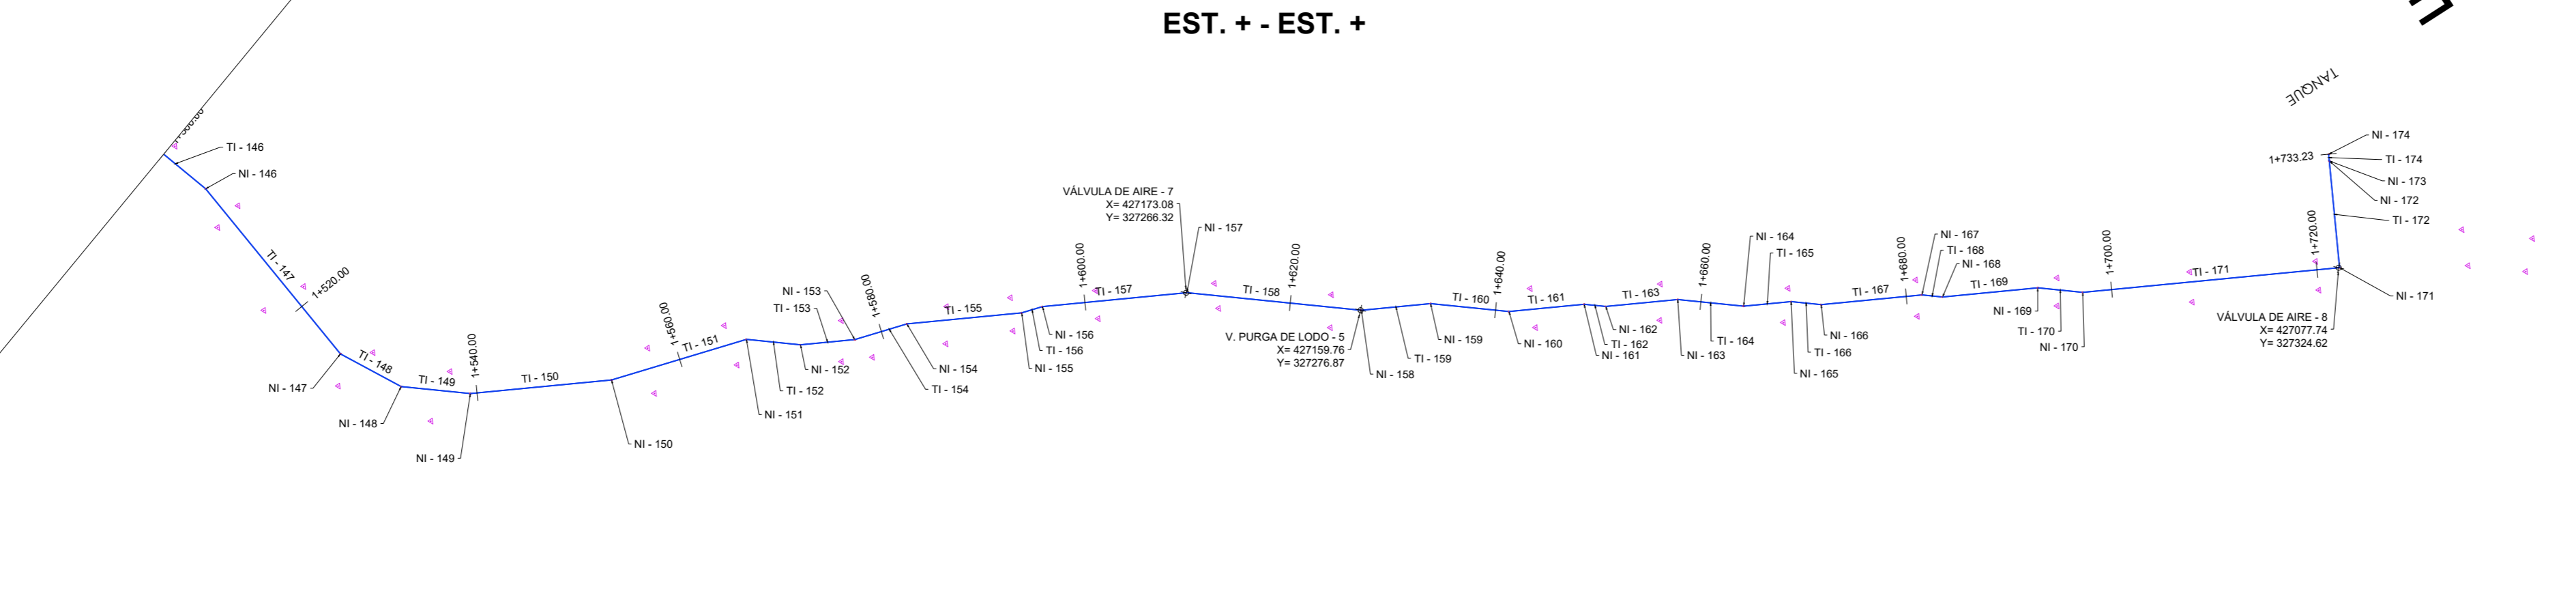 EST. + - EST. +
TANQUE
TI - 146
NI - 146
TI - 147
1+520.00
NI - 147
TI - 148
NI - 148
TI - 149
NI - 149
1+540.00
TI - 150
NI - 150
1+560.00
TI - 151
NI - 151
TI - 152
NI - 152
TI - 153
NI - 153
1+580.00
TI - 154
NI - 154
TI - 155
NI - 155
TI - 156
NI - 156
1+600.00
TI - 157
VÁLVULA DE AIRE - 7
X= 427173.08
Y= 327266.32
NI - 157
TI - 158
1+620.00
V. PURGA DE LODO - 5
X= 427159.76
Y= 327276.87
NI - 158
TI - 159
NI - 159
TI - 160
1+640.00
NI - 160
TI - 161
NI - 161
TI - 162
NI - 162
TI - 163
NI - 163
1+660.00
TI - 164
NI - 164
TI - 165
NI - 165
TI - 166
NI - 166
TI - 167
1+680.00
NI - 167
TI - 168
NI - 168
TI - 169
NI - 169
TI - 170
NI - 170
1+700.00
TI - 171
1+720.00
VÁLVULA DE AIRE - 8
X= 427077.74
Y= 327324.62
NI - 171
TI - 172
NI - 172
NI - 173
TI - 174
NI - 174
1+733.23